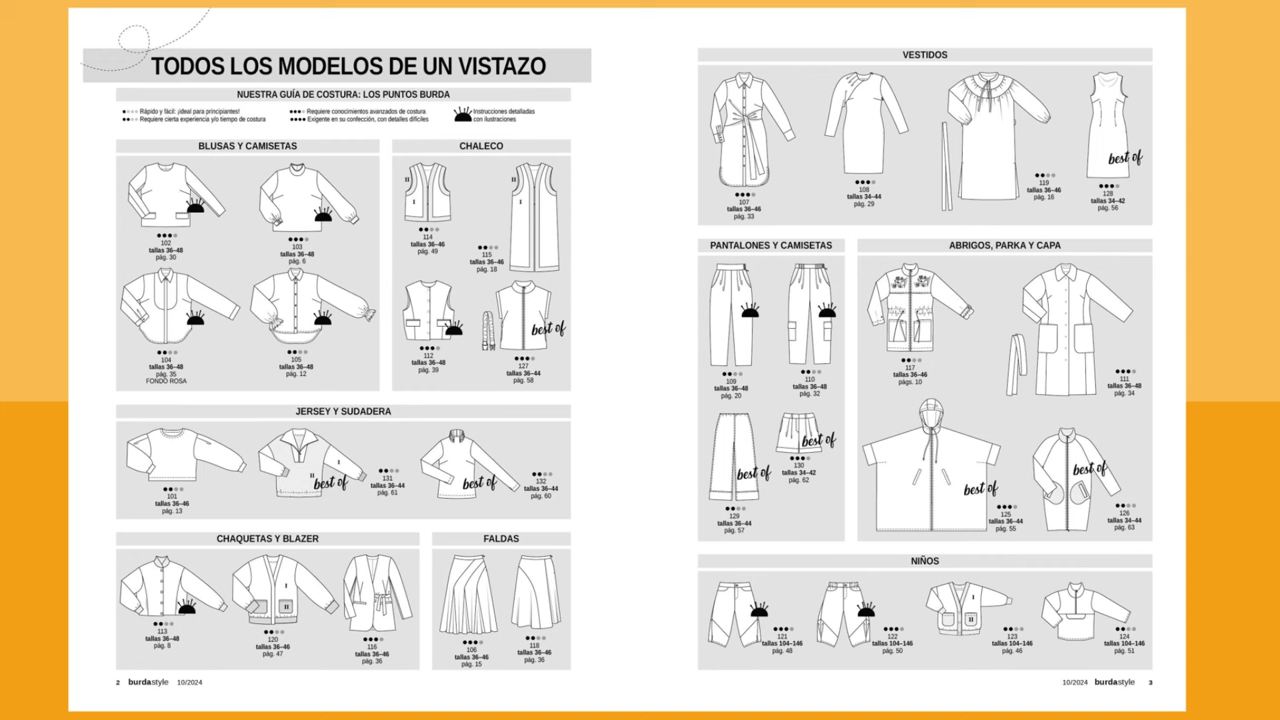 TODOS LOS MODELOS DE UN VISTAZO
NUESTRA GUÍA DE COSTURA: LOS PUNTOS BURDA
Rápido y fácil: ¡ideal para principiantes!
Requiere cierta experiencia y/o tiempo de costura
Requiere conocimientos avanzados de costura
Exigente en su confección, con detalles difíciles
Instrucciones detalladas
con ilustraciones
BLUSAS Y CAMISETAS
102
tallas 36–48
pág. 30
103
tallas 36–48
pág. 6
104
tallas 36–48
pág. 35
FONDO ROSA
105
tallas 36–48
pág. 12
CHALECO
II
I
114
tallas 36–46
pág. 49
II
I
115
tallas 36–46
pág. 18
112
tallas 36–48
pág. 39
best of
127
tallas 36–44
pág. 58
JERSEY Y SUDADERA
101
tallas 36–46
pág. 13
I
II
best of
131
tallas 36–44
pág. 61
best of
132
tallas 36–44
pág. 60
CHAQUETAS Y BLAZER
113
tallas 36–48
pág. 8
I
II
120
tallas 36–46
pág. 47
116
tallas 36–46
pág. 36
FALDAS
106
tallas 36–46
pág. 15
118
tallas 36–46
pág. 36
2 burdastyle 10/2024
VESTIDOS
107
tallas 36–46
pág. 33
108
tallas 34–44
pág. 29
119
tallas 36–46
pág. 16
best of
128
tallas 34–42
pág. 56
PANTALONES Y CAMISETAS
109
tallas 36–48
pág. 20
110
tallas 36–48
pág. 32
best of
129
tallas 36–44
pág. 57
best of
130
tallas 34–42
pág. 62
ABRIGOS, PARKA Y CAPA
117
tallas 36–46
págs. 10
111
tallas 36–48
pág. 34
best of
125
tallas 36–44
pág. 55
best of
126
tallas 34–44
pág. 63
NIÑOS
121
tallas 104–146
pág. 48
122
tallas 104–146
pág. 50
I
II
123
tallas 104–146
pág. 46
124
tallas 104–146
pág. 51
10/2024 burdastyle 3